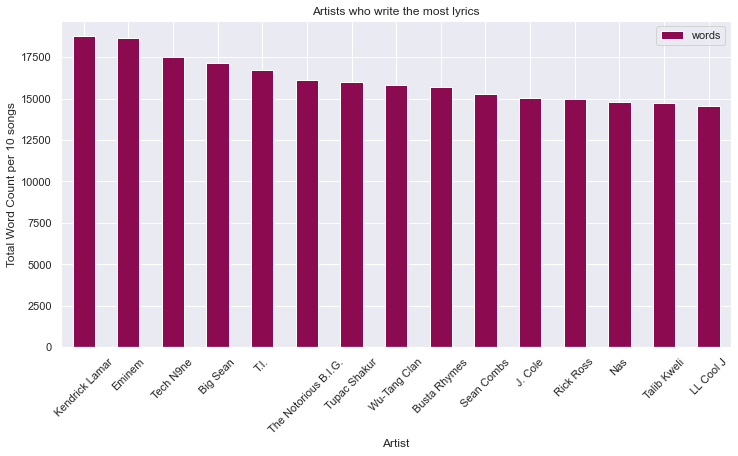 Artists who write the most lyrics
words
Total Word Count per 10 songs
17500
15000
12500
10000
7500
5000
2500
0
Kendrick Lamar
Eminem
Tech N9ne
Big Sean
T.I.
The Notorious B.I.G.
Tupac Shakur
Wu-Tang Clan
Busta Rhymes
Sean Combs
J. Cole
Rick Ross
Nas
Talib Kweli
LL Cool J
Artist